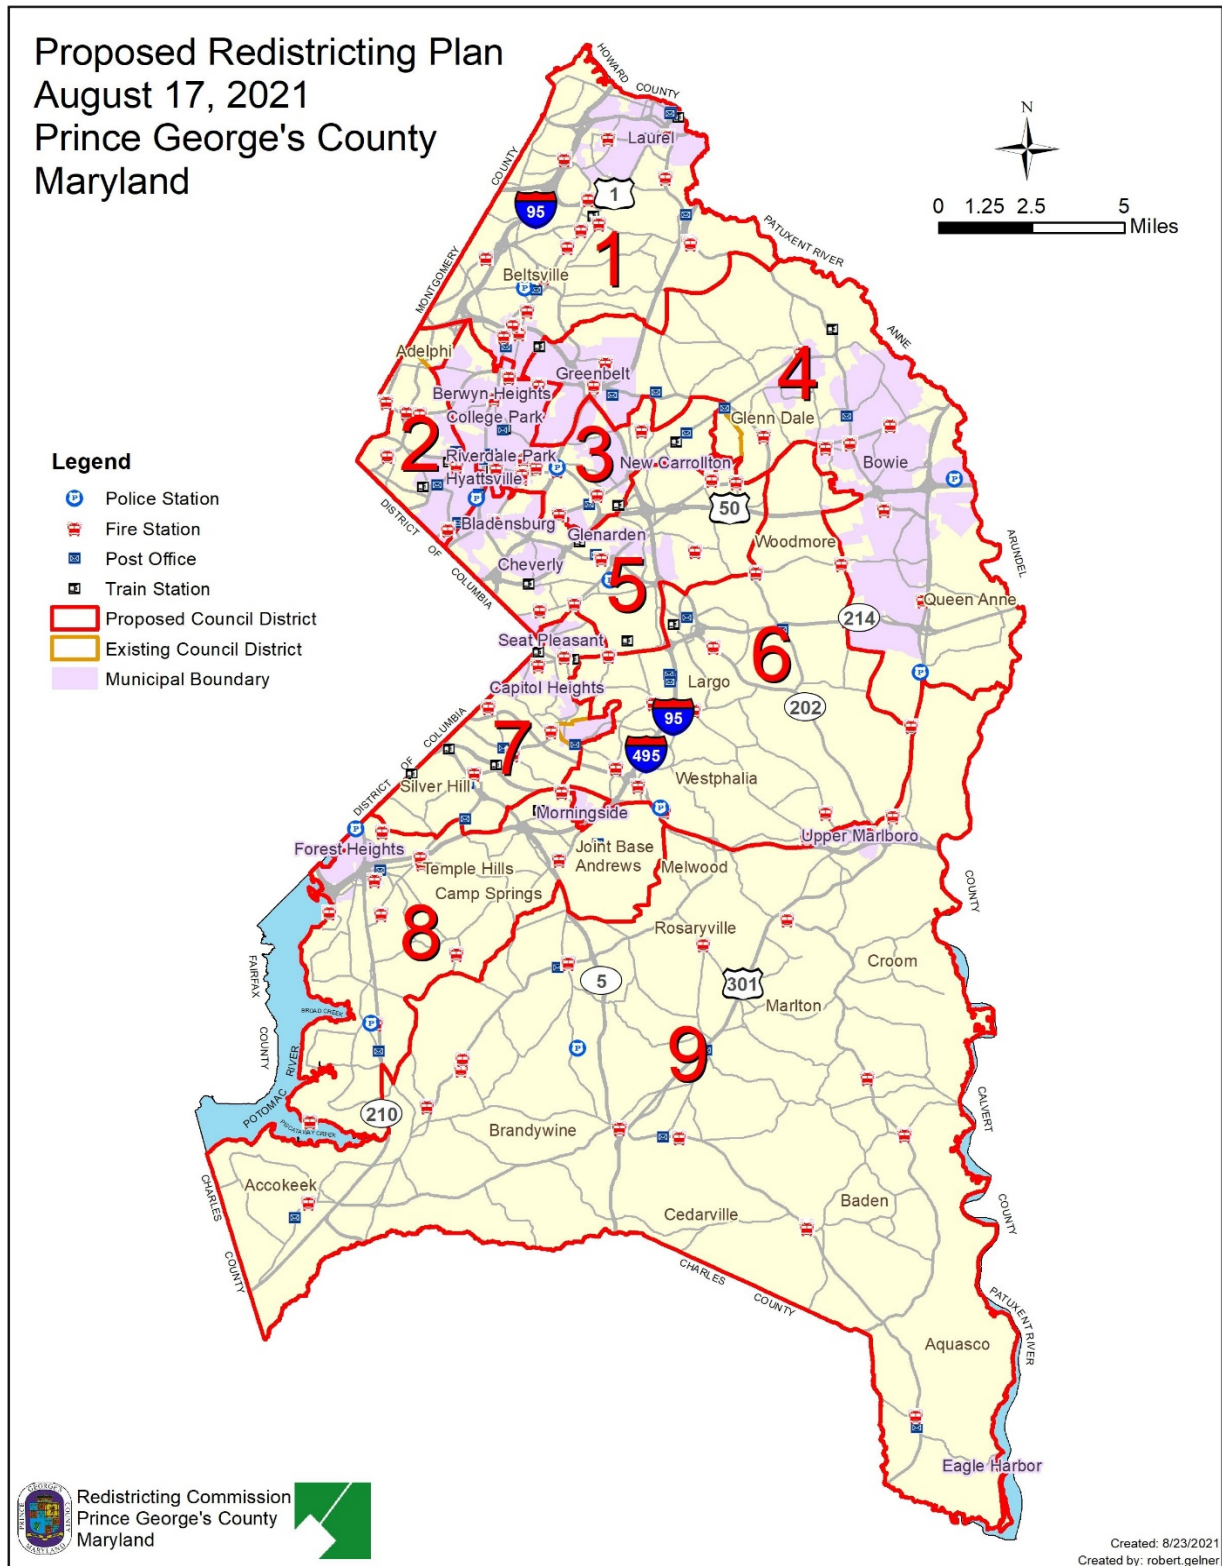 Proposed Redistricting Plan
August 17, 2021
Prince George's County
Maryland
N
0 1.25 2.5 5
Miles
HOWARD COUNTY
Laurel
MONTGOMERY COUNTY
95
1
PATUXENT RIVER
1
Beltsville
ANNE ARUNDEL COUNTY
Adelphi
Greenbelt
4
Berwyn Heights
College Park
Glenn Dale
2
3
Riverdale Park
New Carrollton
Bowie
Hyattsville
50
Bladensburg
Glenarden
Woodmore
DISTRICT OF COLUMBIA
Cheverly
5
Queen Anne
214
Seat Pleasant
6
Capitol Heights
Largo
202
95
DISTRICT OF COLUMBIA
7
495
Silver Hill
Westphalia
Morningside
Upper Marlboro
Forest Heights
Joint Base
Andrews
Temple Hills
Melwood
Camp Springs
8
Rosaryville
Croom
FAIRFAX COUNTY
5
301
Marlton
BROAD CREEK
9
CALVERT COUNTY
POTOMAC RIVER
PISCATAWAY CREEK
210
Brandywine
Accokeek
Baden
Cedarville
CHARLES COUNTY
CHARLES COUNTY
PATUXENT RIVER
Aquasco
Eagle Harbor
Legend
Police Station
Fire Station
Post Office
Train Station
Proposed Council District
Existing Council District
Municipal Boundary
PRINCE GEORGE'S COUNTY MARYLAND
Redistricting Commission
Prince George's County
Maryland
Created: 8/23/2021
Created by: robert.gelner